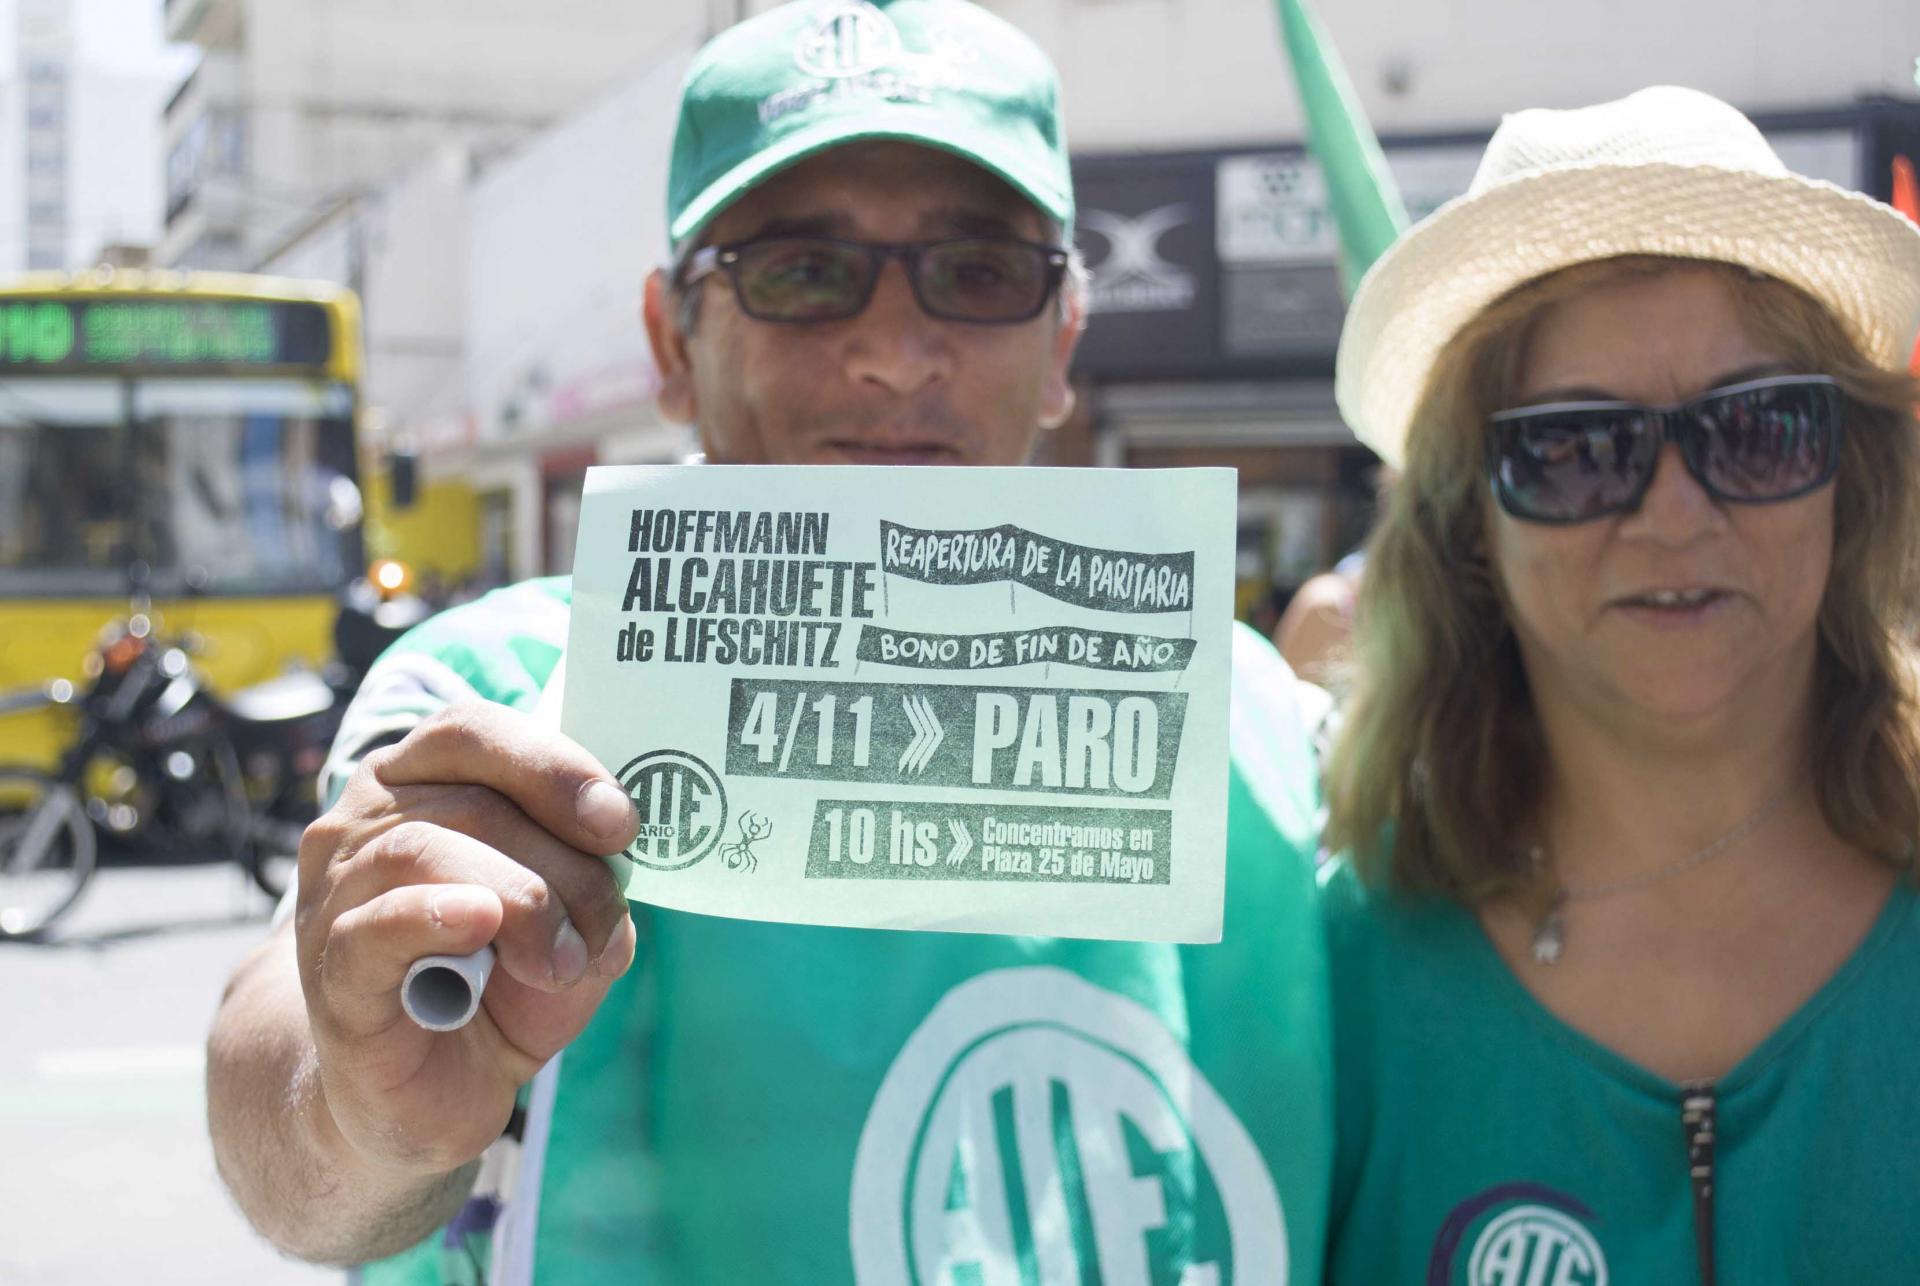 ATE
HOFFMANN
ALCAHUETE
de LIFSCHITZ
REAPERTURA DE LA PARITARIA
BONO DE FIN DE AÑO
4/11 PARO
10 hs Concentramos en
Plaza 25 de Mayo
ATE
ATE
ATE